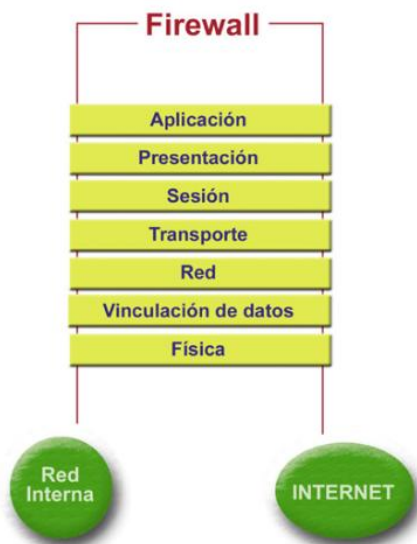 Firewall
Aplicación
Presentación
Sesión
Transporte
Red
Vinculación de datos
Física
Red
Interna
INTERNET